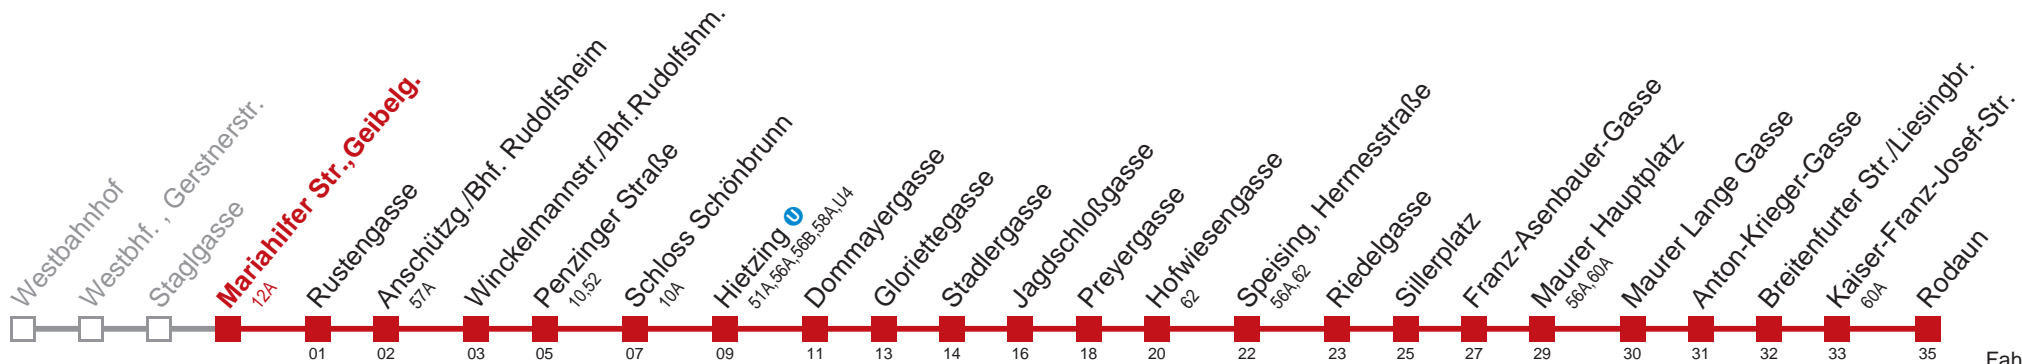 Westbahnhof
Westbhf. , Gerstnerstr.
Staglgasse
Mariahilfer Str.,Geibelg.
12A
Rustengasse
01
Anschützg./Bhf. Rudolfsheim
57A
02
Winckelmannstr./Bhf.Rudolfshm.
03
Penzinger Straße
10,52
05
Schloss Schönbrunn
10A
07
Hietzing U
51A,56A,56B,58A,U4
09
Dommayergasse
11
Gloriettegasse
13
Stadlergasse
14
Jagdschloßgasse
16
Preyergasse
18
Hofwiesengasse
62
20
Speising, Hermesstraße
56A,62
22
Riedelgasse
23
Sillerplatz
25
Franz-Asenbauer-Gasse
27
Maurer Hauptplatz
56A,60A
29
Maurer Lange Gasse
30
Anton-Krieger-Gasse
31
Breitenfurter Str./Liesingbr.
32
Kaiser-Franz-Josef-Str.
60A
33
Rodaun
35
Fah